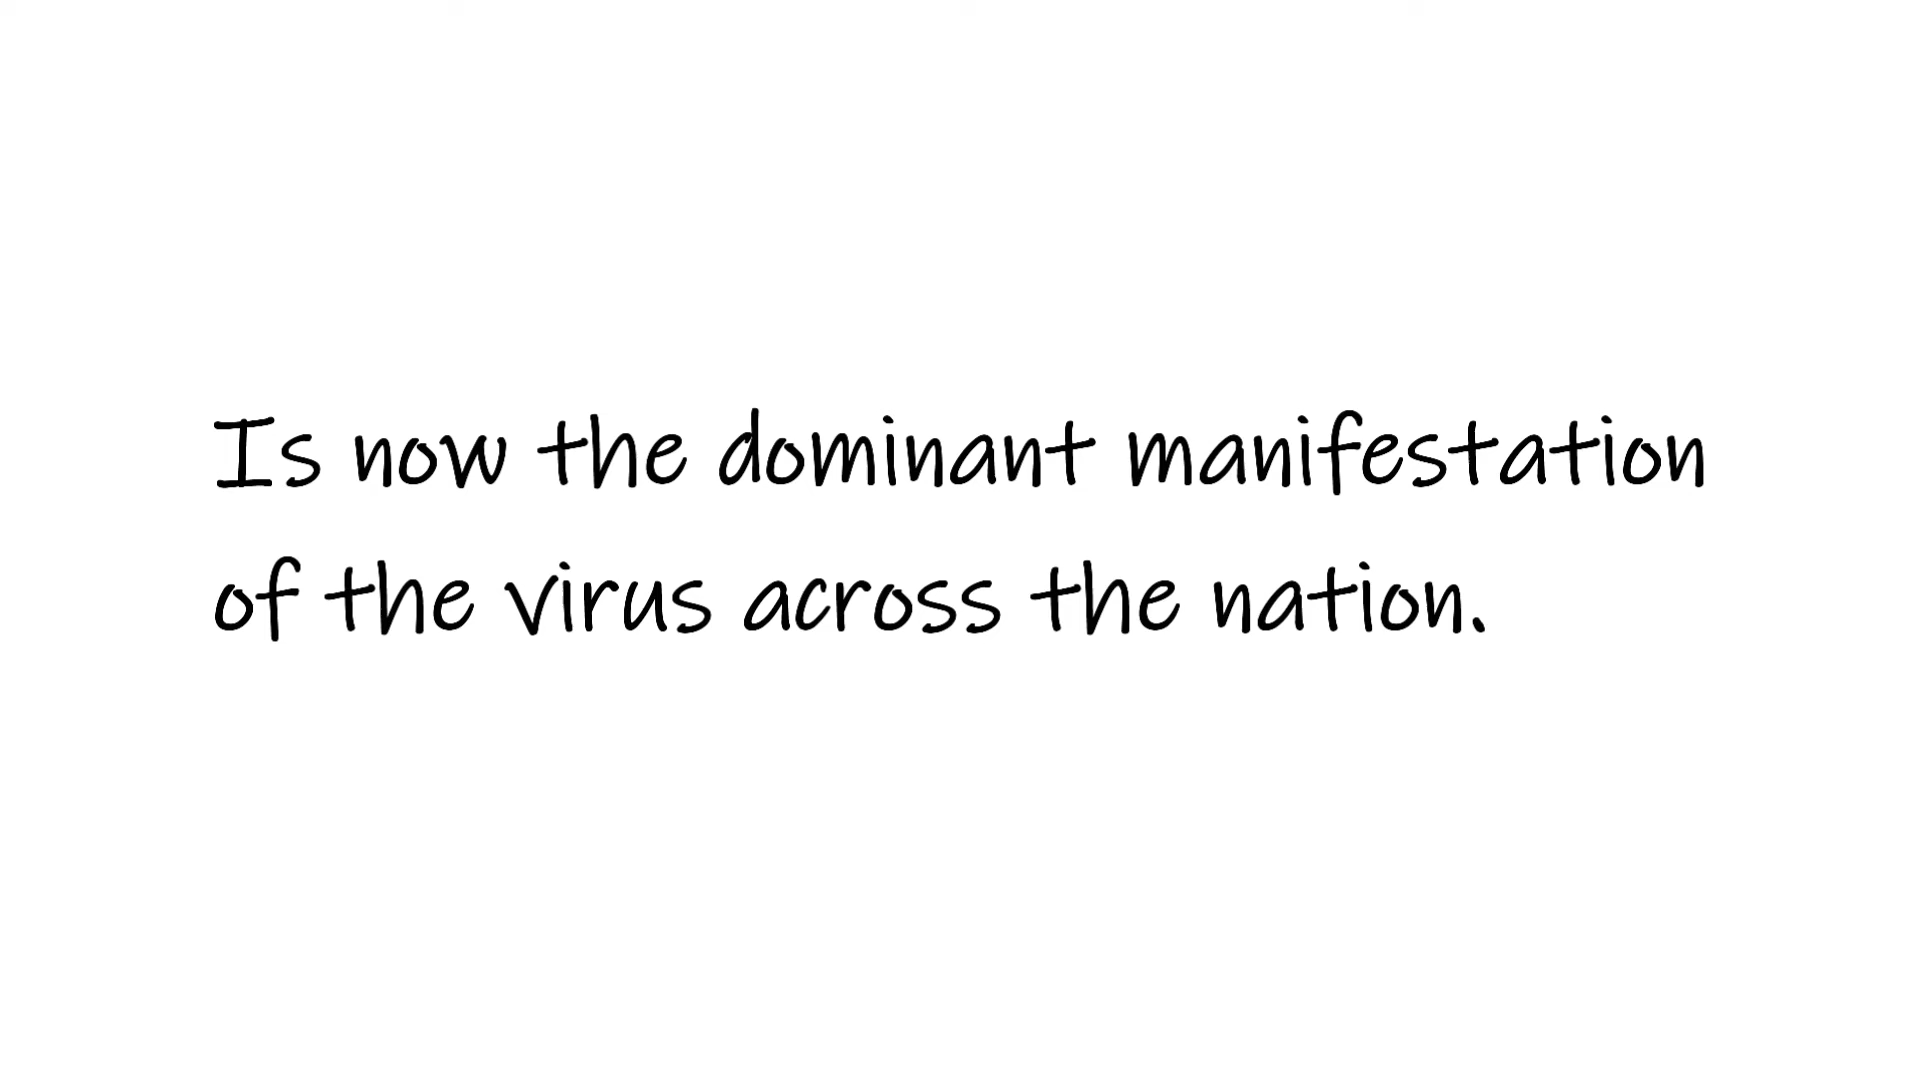 Is now the dominant manifestation
of the virus across the nation.